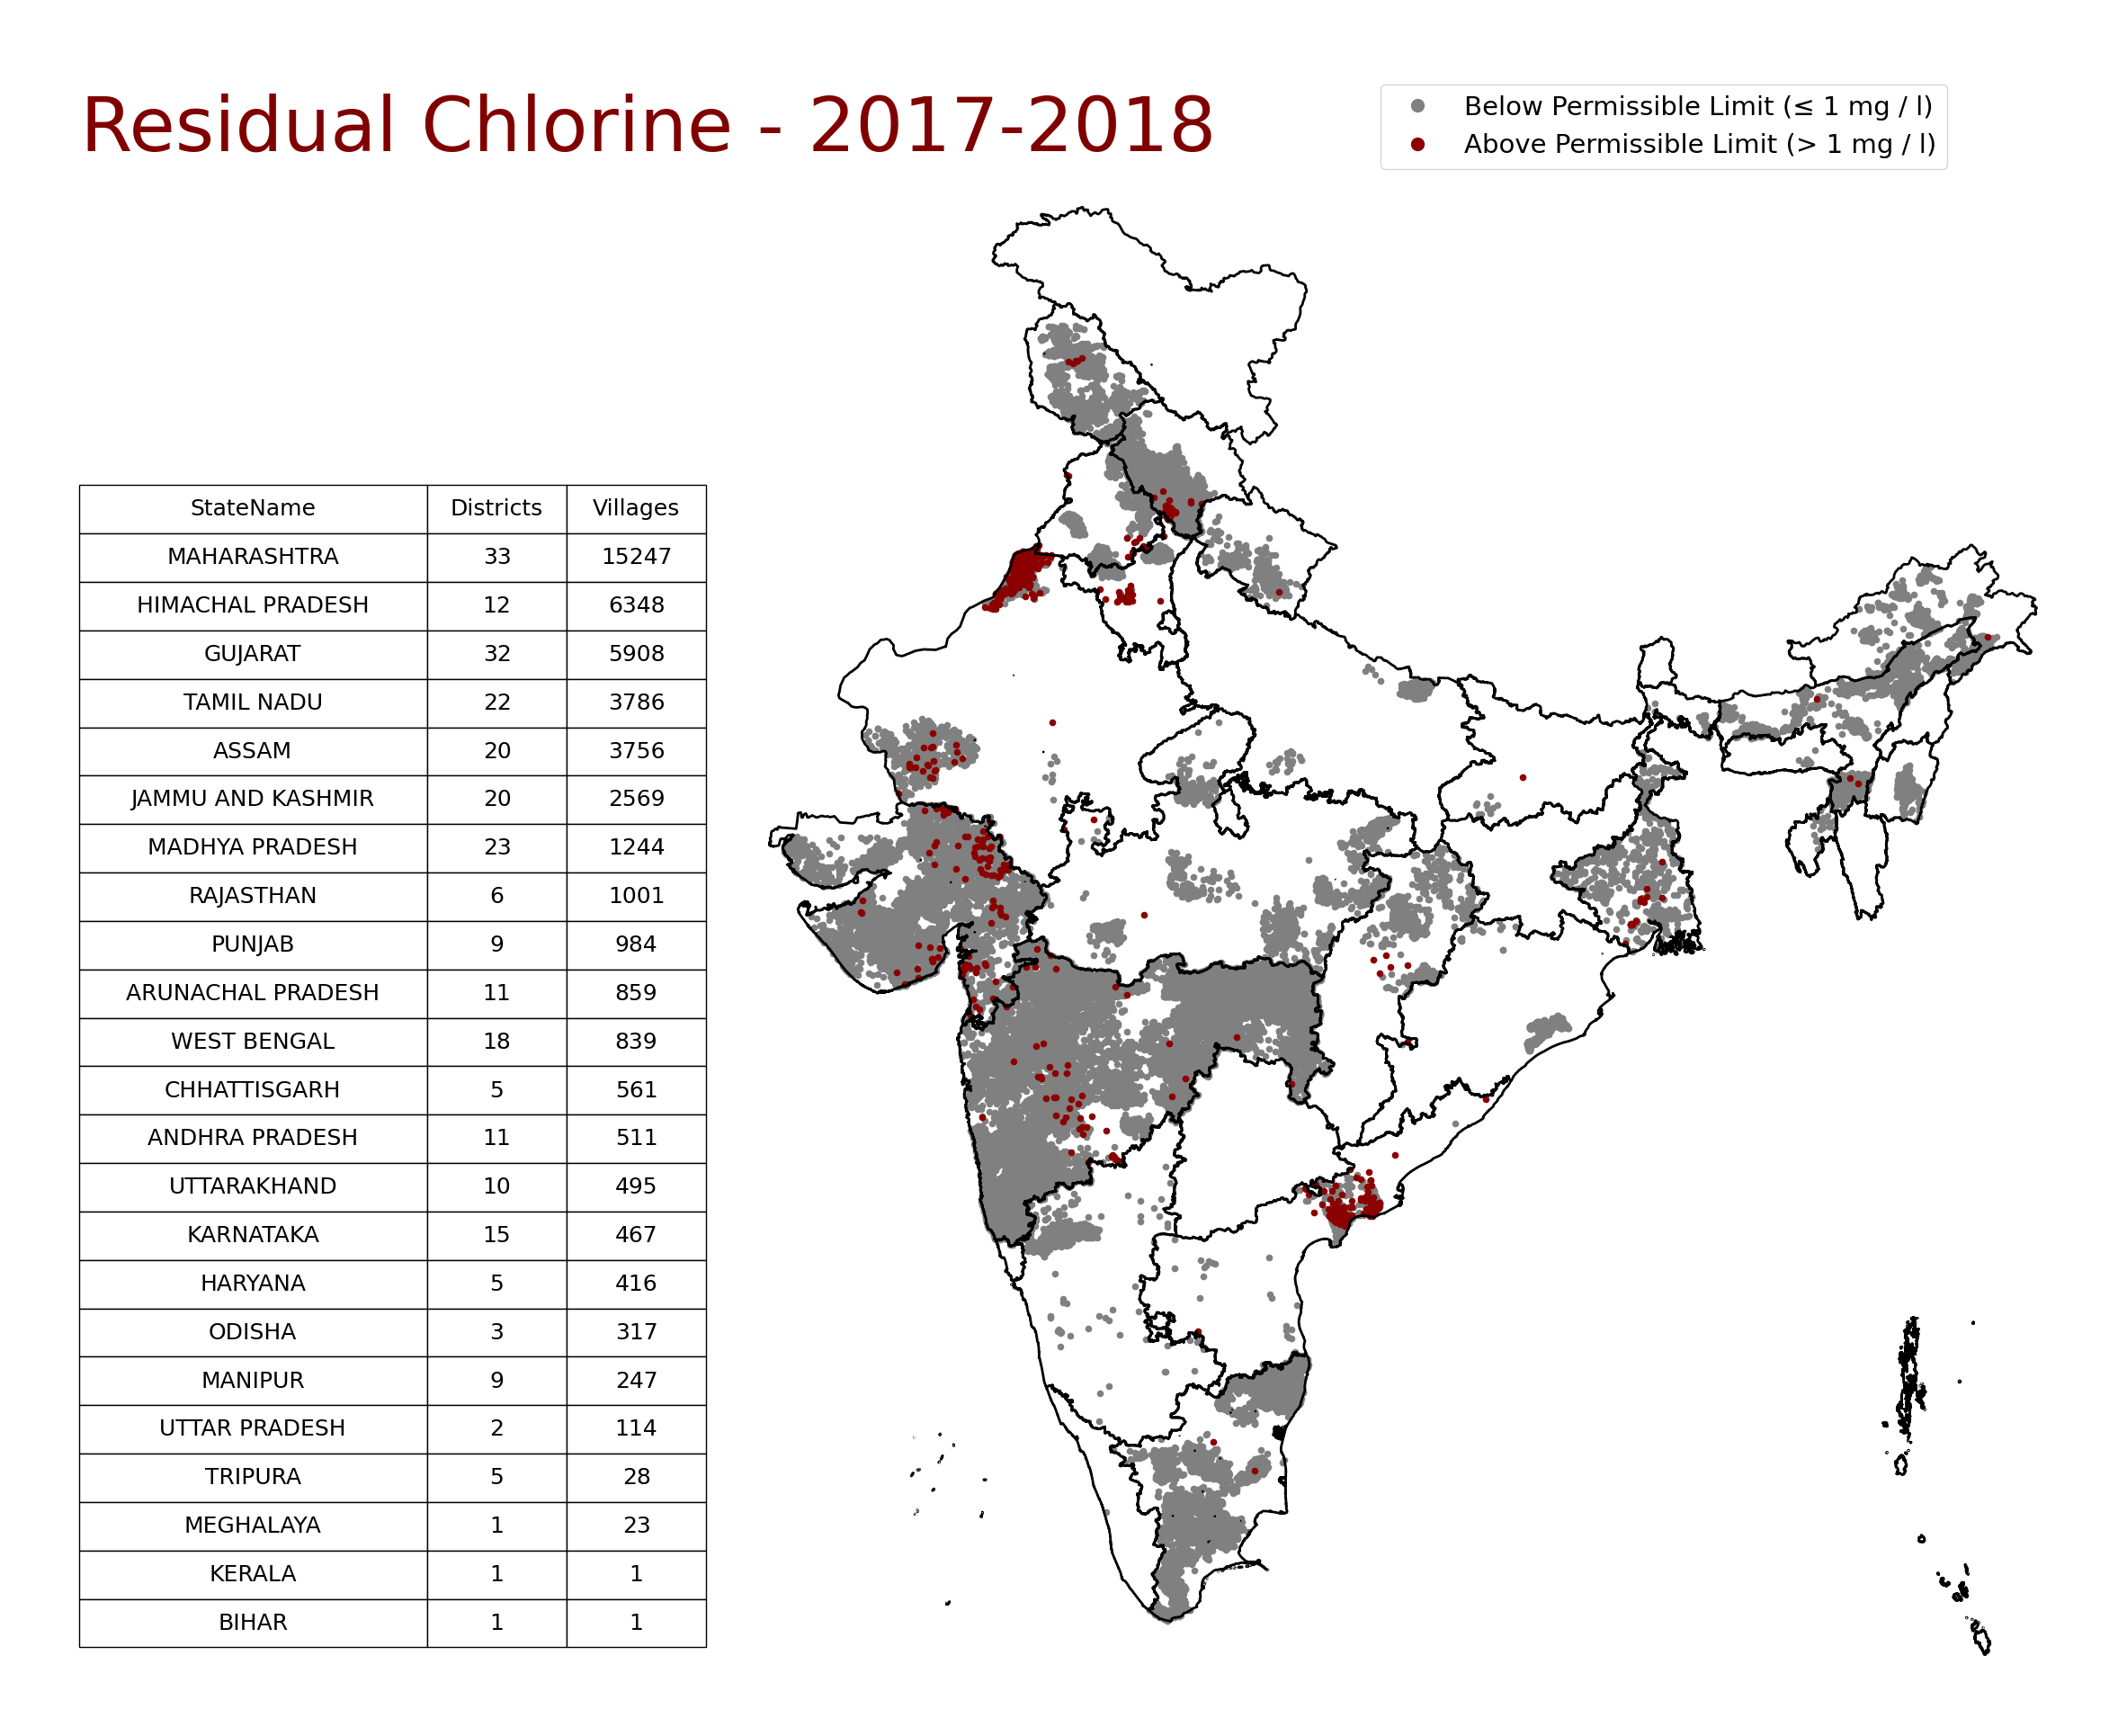 Residual Chlorine - 2017-2018
Below Permissible Limit (≤ 1 mg / l)
Above Permissible Limit (> 1 mg / l)
StateName Districts Villages
MAHARASHTRA 33 15247
HIMACHAL PRADESH 12 6348
GUJARAT 32 5908
TAMIL NADU 22 3786
ASSAM 20 3756
JAMMU AND KASHMIR 20 2569
MADHYA PRADESH 23 1244
RAJASTHAN 6 1001
PUNJAB 9 984
ARUNACHAL PRADESH 11 859
WEST BENGAL 18 839
CHHATTISGARH 5 561
ANDHRA PRADESH 11 511
UTTARAKHAND 10 495
KARNATAKA 15 467
HARYANA 5 416
ODISHA 3 317
MANIPUR 9 247
UTTAR PRADESH 2 114
TRIPURA 5 28
MEGHALAYA 1 23
KERALA 1 1
BIHAR 1 1